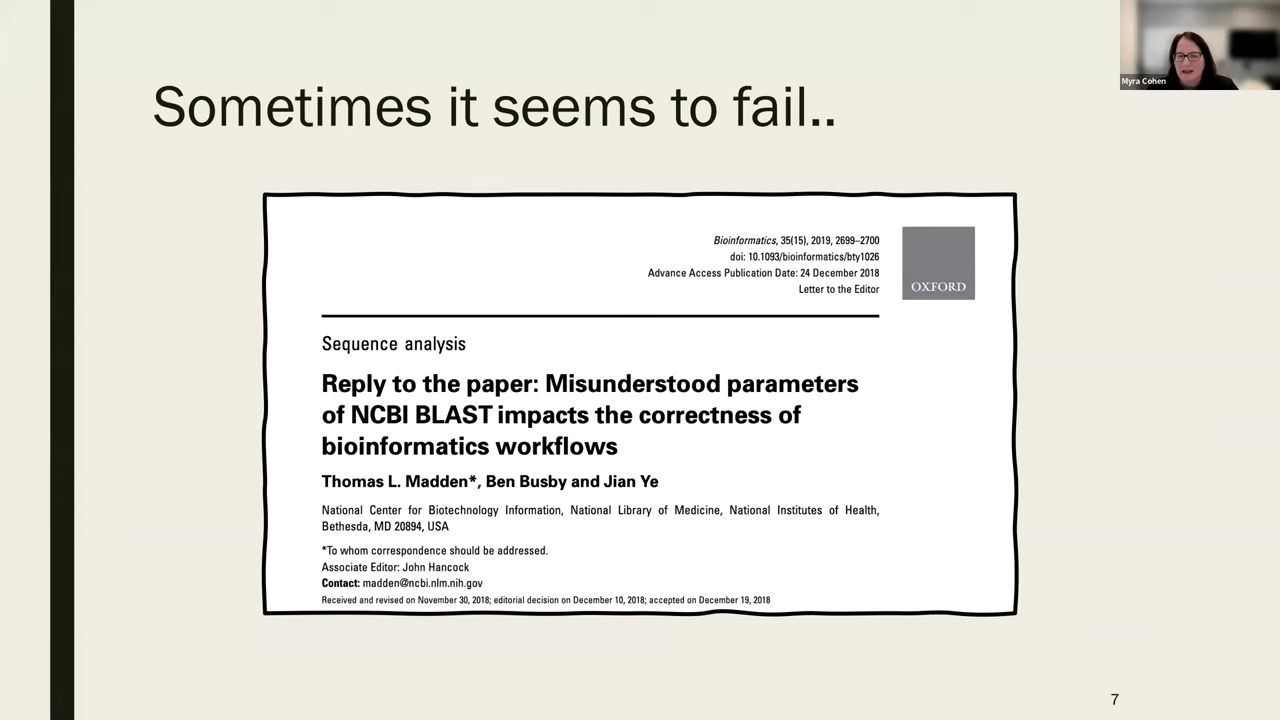 Myra Cohen
Sometimes it seems to fail..
Bioinformatics, 35(15), 2019, 2699–2700
doi: 10.1093/bioinformatics/bty1026
Advance Access Publication Date: 24 December 2018
Letter to the Editor
OXFORD
Sequence analysis
Reply to the paper: Misunderstood parameters
of NCBI BLAST impacts the correctness of
bioinformatics workflows
Thomas L. Madden*, Ben Busby and Jian Ye
National Center for Biotechnology Information, National Library of Medicine, National Institutes of Health,
Bethesda, MD 20894, USA
*To whom correspondence should be addressed.
Associate Editor: John Hancock
Contact: madden@ncbi.nlm.nih.gov
Received and revised on November 30, 2018; editorial decision on December 10, 2018; accepted on December 19, 2018
7